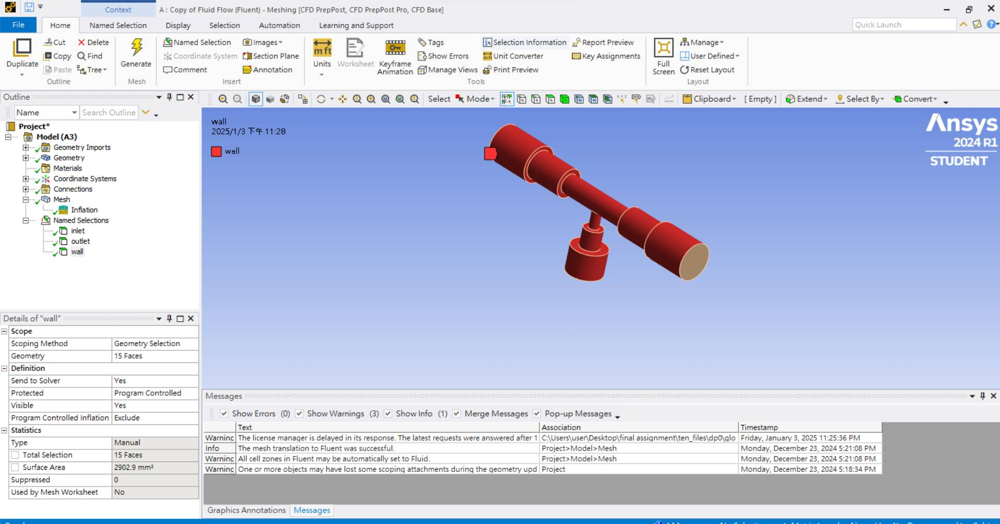 Context
A : Copy of Fluid Flow (Fluent) - Meshing [CFD PrepPost, CFD PrepPost Pro, CFD Base]
File Home Named Selection Display Selection Automation Learning and Support Quick Launch
Duplicate Cut Copy Paste Delete Find Tree
Outline
Generate
Mesh
Named Selection Coordinate System Comment Images Section Plane Annotation
Insert
mft
Units Worksheet Keyframe Animation Tags Show Errors Manage Views Selection Information Unit Converter Print Preview Report Preview Key Assignments
Tools
Full Screen Manage User Defined Reset Layout
Layout
Outline
Select Mode Clipboard [ Empty ] Extend Select By Convert
Name Search Outline
Project*
Model (A3)
Geometry Imports
Geometry
Materials
Coordinate Systems
Connections
Mesh
Inflation
Named Selections
inlet
outlet
wall
wall
2025/1/3 下午 11:28
wall
Ansys
2024 R1
STUDENT
Details of "wall"
Scope
Scoping Method Geometry Selection
Geometry 15 Faces
Definition
Send to Solver Yes
Protected Program Controlled
Visible Yes
Program Controlled Inflation Exclude
Statistics
Type Manual
Total Selection 15 Faces
Surface Area 2902.9 mm²
Suppressed 0
Used by Mesh Worksheet No
Messages
Show Errors (0) Show Warnings (3) Show Info (1) Merge Messages Pop-up Messages
Text Association Timestamp
Warning The license manager is delayed in its response. The latest requests were answered after 1 C:\Users\user\Desktop\final assignment\ten_files\dp0\glo Friday, January 3, 2025 11:25:36 PM
Info The mesh translation to Fluent was successful. Project>Model>Mesh Monday, December 23, 2024 5:21:08 PM
Warning All cell zones in Fluent may be automatically set to Fluid. Project>Model>Mesh Monday, December 23, 2024 5:21:08 PM
Warning One or more objects may have lost some scoping attachments during the geometry upd Project Monday, December 23, 2024 5:18:34 PM
Graphics Annotations Messages